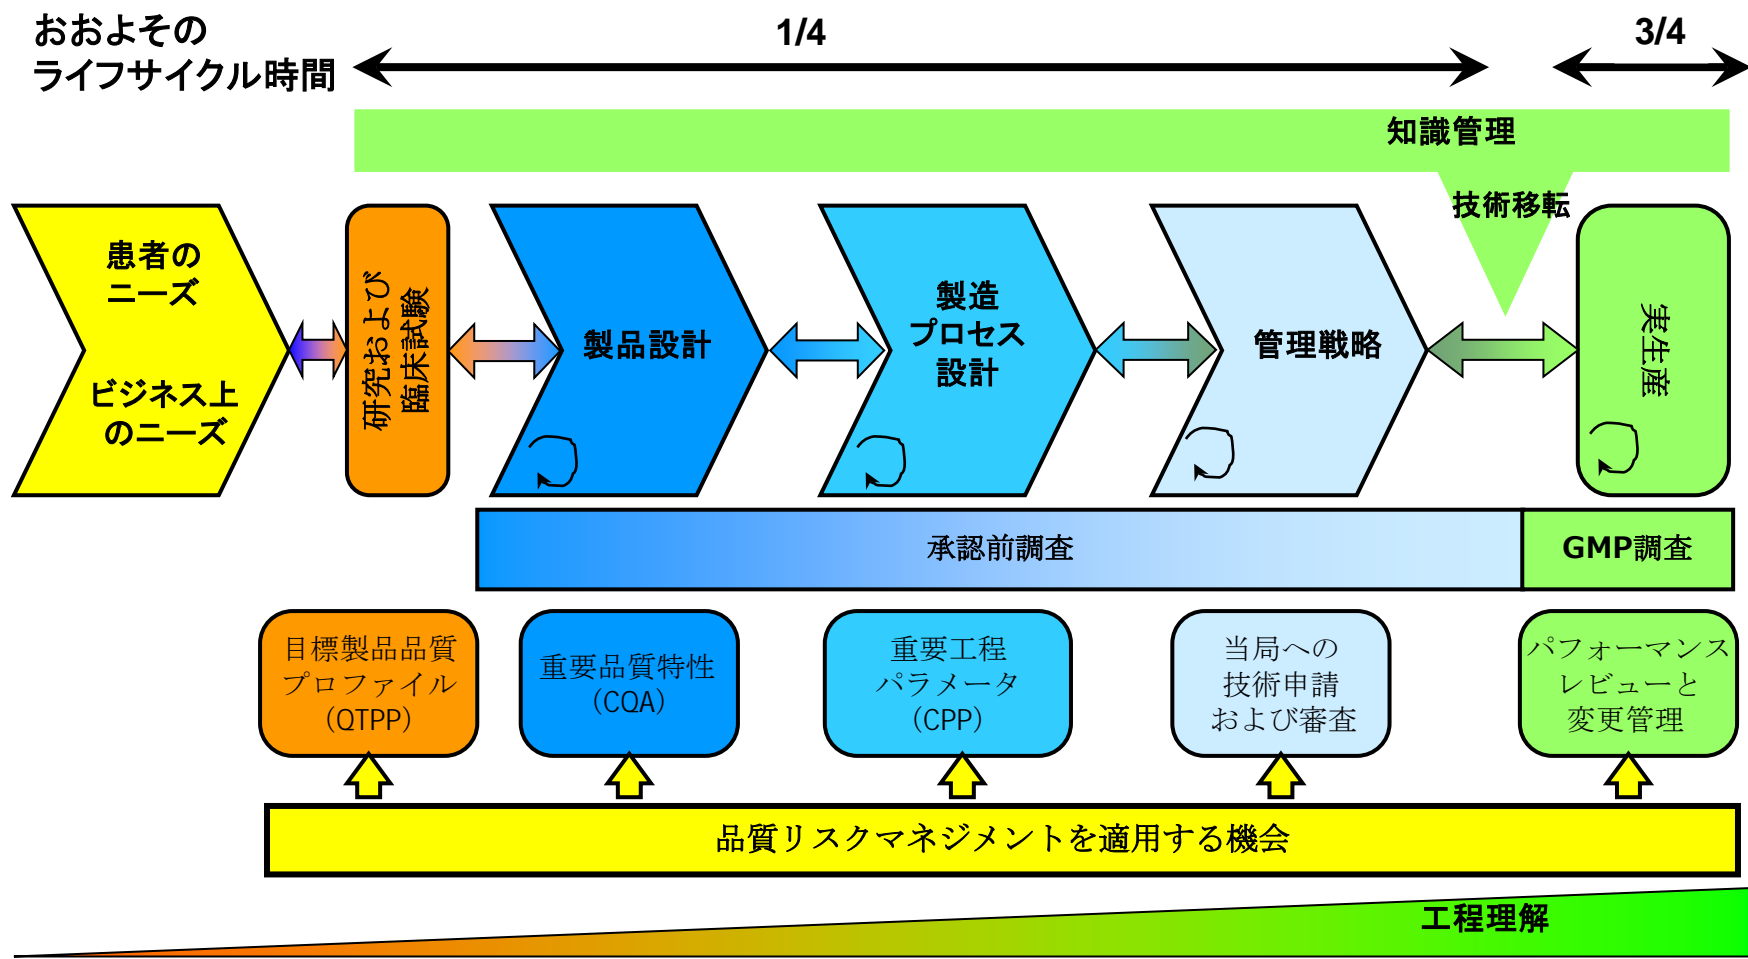 おおよその
ライフサイクル時間
1/4
3/4
知識管理
技術移転
患者の
ニーズ
ビジネス上
のニーズ
研究および
臨床試験
製品設計
製造
プロセス
設計
管理戦略
実生産
承認前調査
GMP調査
目標製品品質
プロファイル
（QTPP）
重要品質特性
（CQA）
重要工程
パラメータ
（CPP）
当局への
技術申請
および審査
パフォーマンス
レビューと
変更管理
品質リスクマネジメントを適用する機会
工程理解